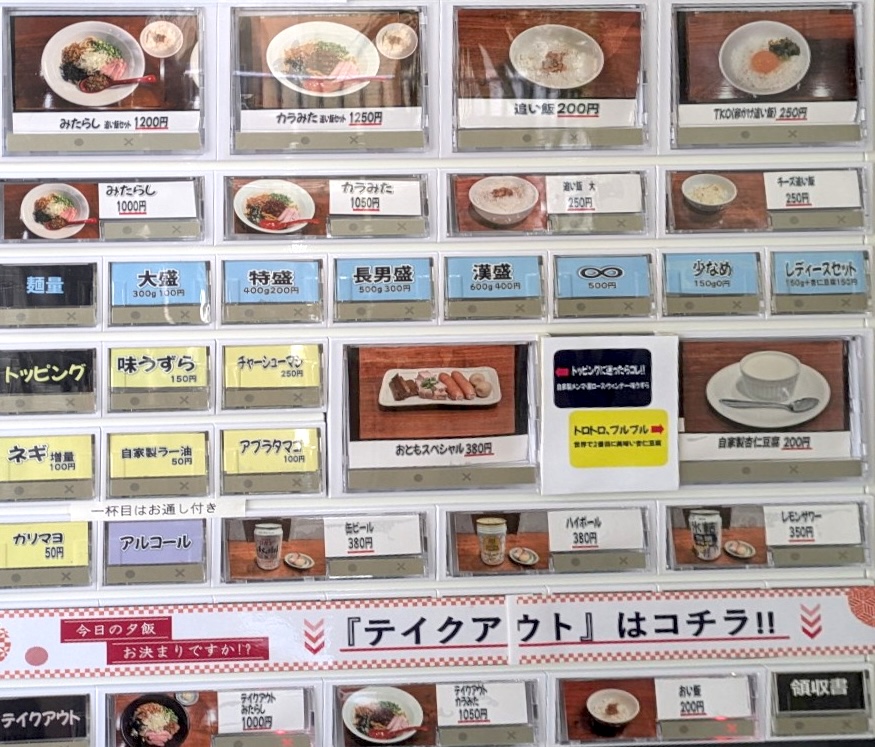 みたらし 追い飯セット 1200円
カラみた 追い飯セット 1250円
追い飯 200円
TKO(卵かけ追い飯) 250円
みたらし
1000円
カラみた
1050円
追い飯 大
250円
チーズ追い飯
250円
麺量
大盛
300g 100円
特盛
400g200円
長男盛
500g 300円
漢盛
600g 400円
∞
500円
少なめ
150g0円
レディースセット
150g+杏仁豆腐150円
トッピング
味うずら
150円
チャーシューマシ
250円
おともスペシャル 380円
トッピングに迷ったらコレ!!
トロトロ、プルプル
世界で2番目に美味い杏仁豆腐
自家製杏仁豆腐 200円
ネギ 増量
100円
自家製ラー油
50円
アブラタマゴ
100円
一杯目はお通し付き
ガリマヨ
50円
アルコール
缶ビール
380円
Asahi
ハイボール
380円
レモンサワー
350円
今日の夕飯
お決まりですか!?
『テイクアウト』はコチラ!!
テイクアウト
テイクアウト
みたらし
1000円
テイクアウト
カラみた
1050円
おい飯
200円
領収書